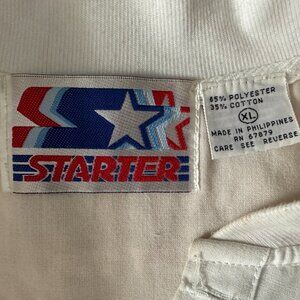 STARTER
65% POLYESTER
35% COTTON
XL
MADE IN PHILIPPINES
RN 67879
CARE SEE REVERSE